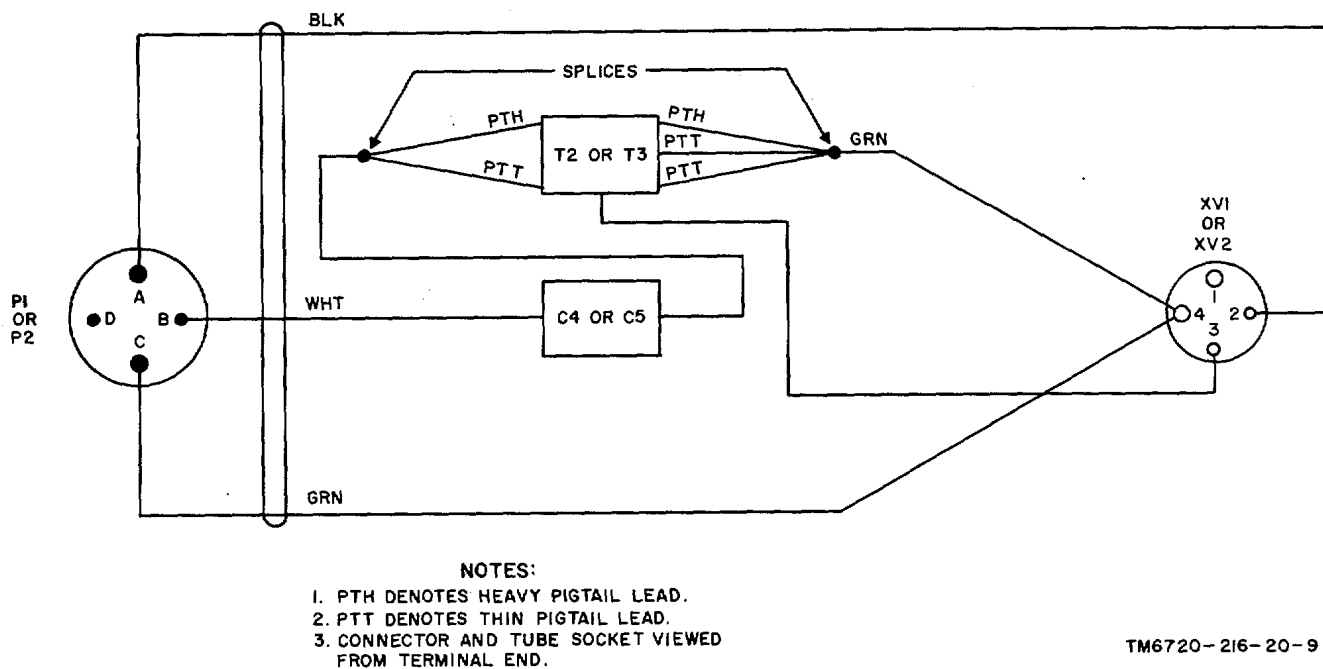 BLK
SPLICES
PTH
PTT
T2 OR T3
PTH
PTT
PTT
GRN
XV1
OR
XV2
1
2
3
4
P1
OR
P2
A
B
C
D
WHT
C4 OR C5
GRN
NOTES:
1. PTH DENOTES HEAVY PIGTAIL LEAD.
2. PTT DENOTES THIN PIGTAIL LEAD.
3. CONNECTOR AND TUBE SOCKET VIEWED
FROM TERMINAL END.
TM6720-216-20-9